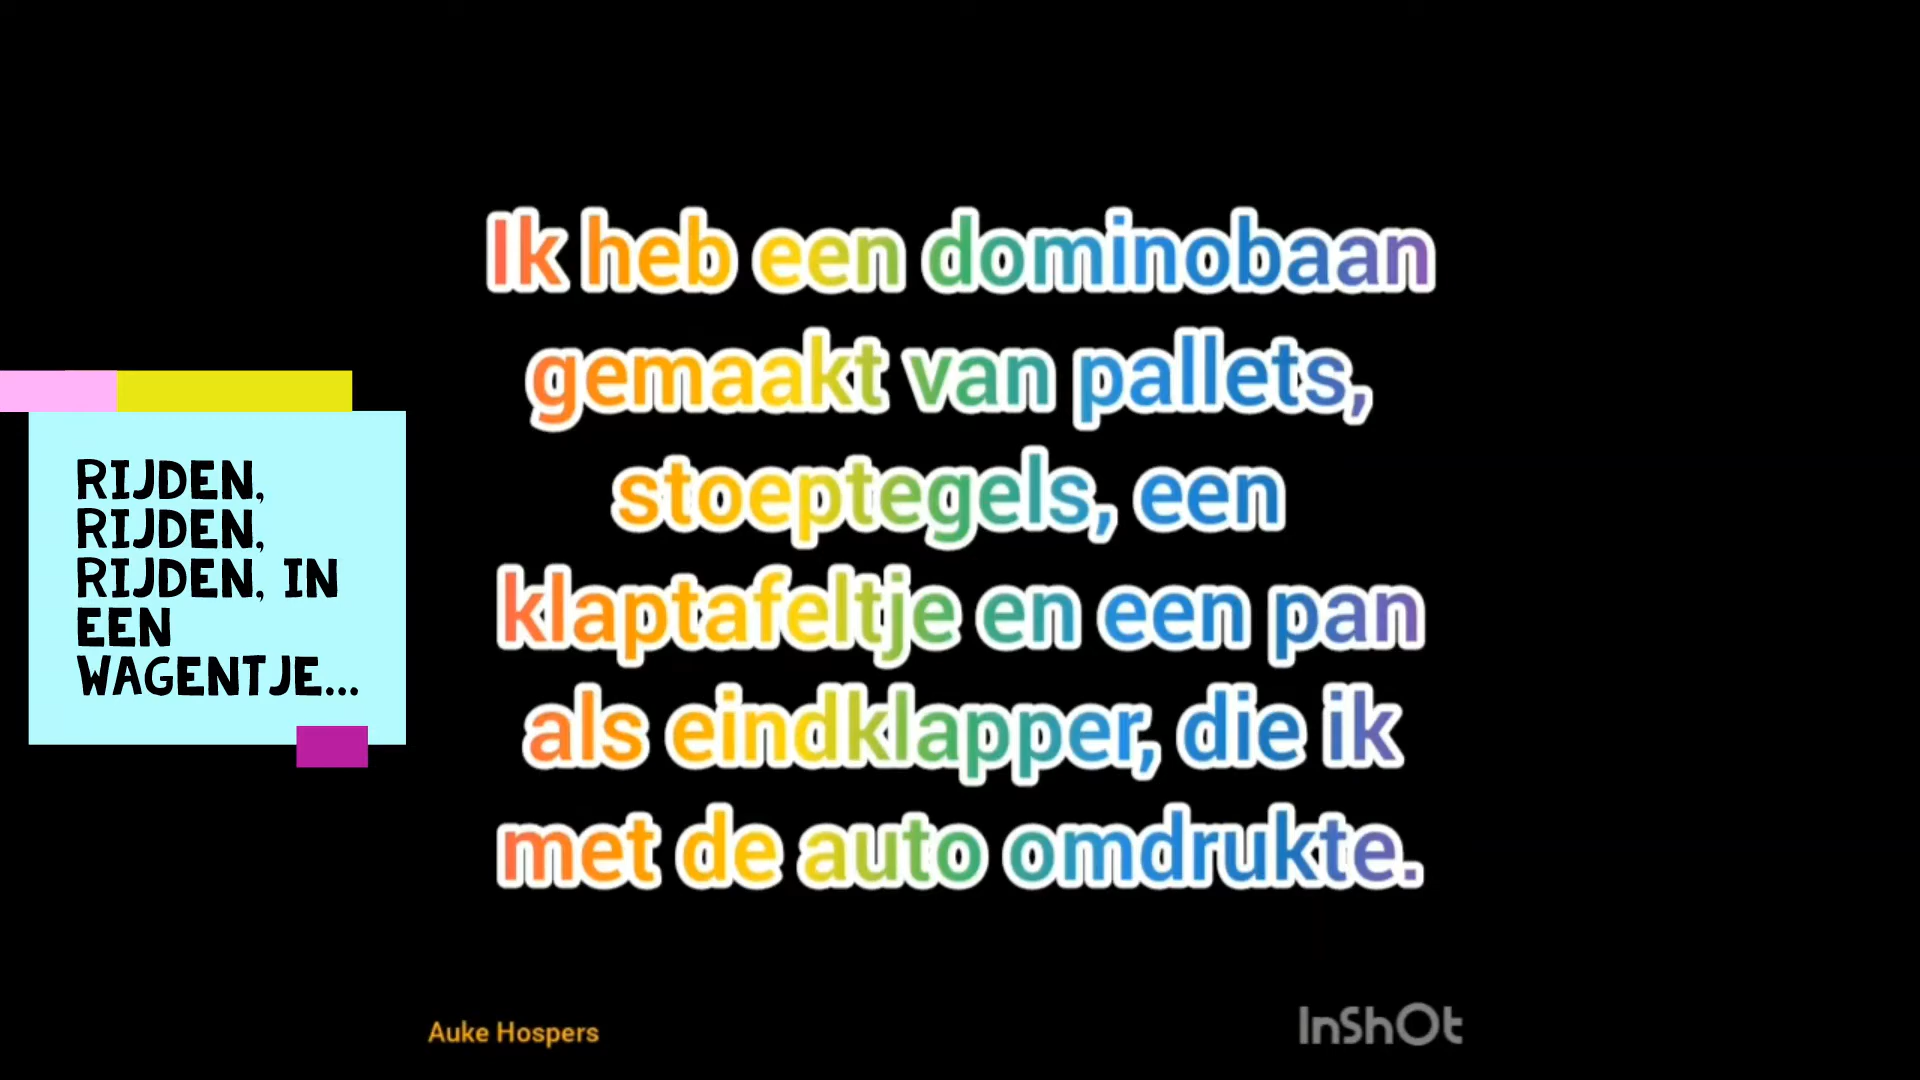 RIJDEN,
RIJDEN,
RIJDEN, IN
EEN
WAGENTJE...
Ik heb een dominobaan
gemaakt van pallets,
stoeptegels, een
klaptafeltje en een pan
als eindklapper, die ik
met de auto omdrukte.
Auke Hospers
InShOt